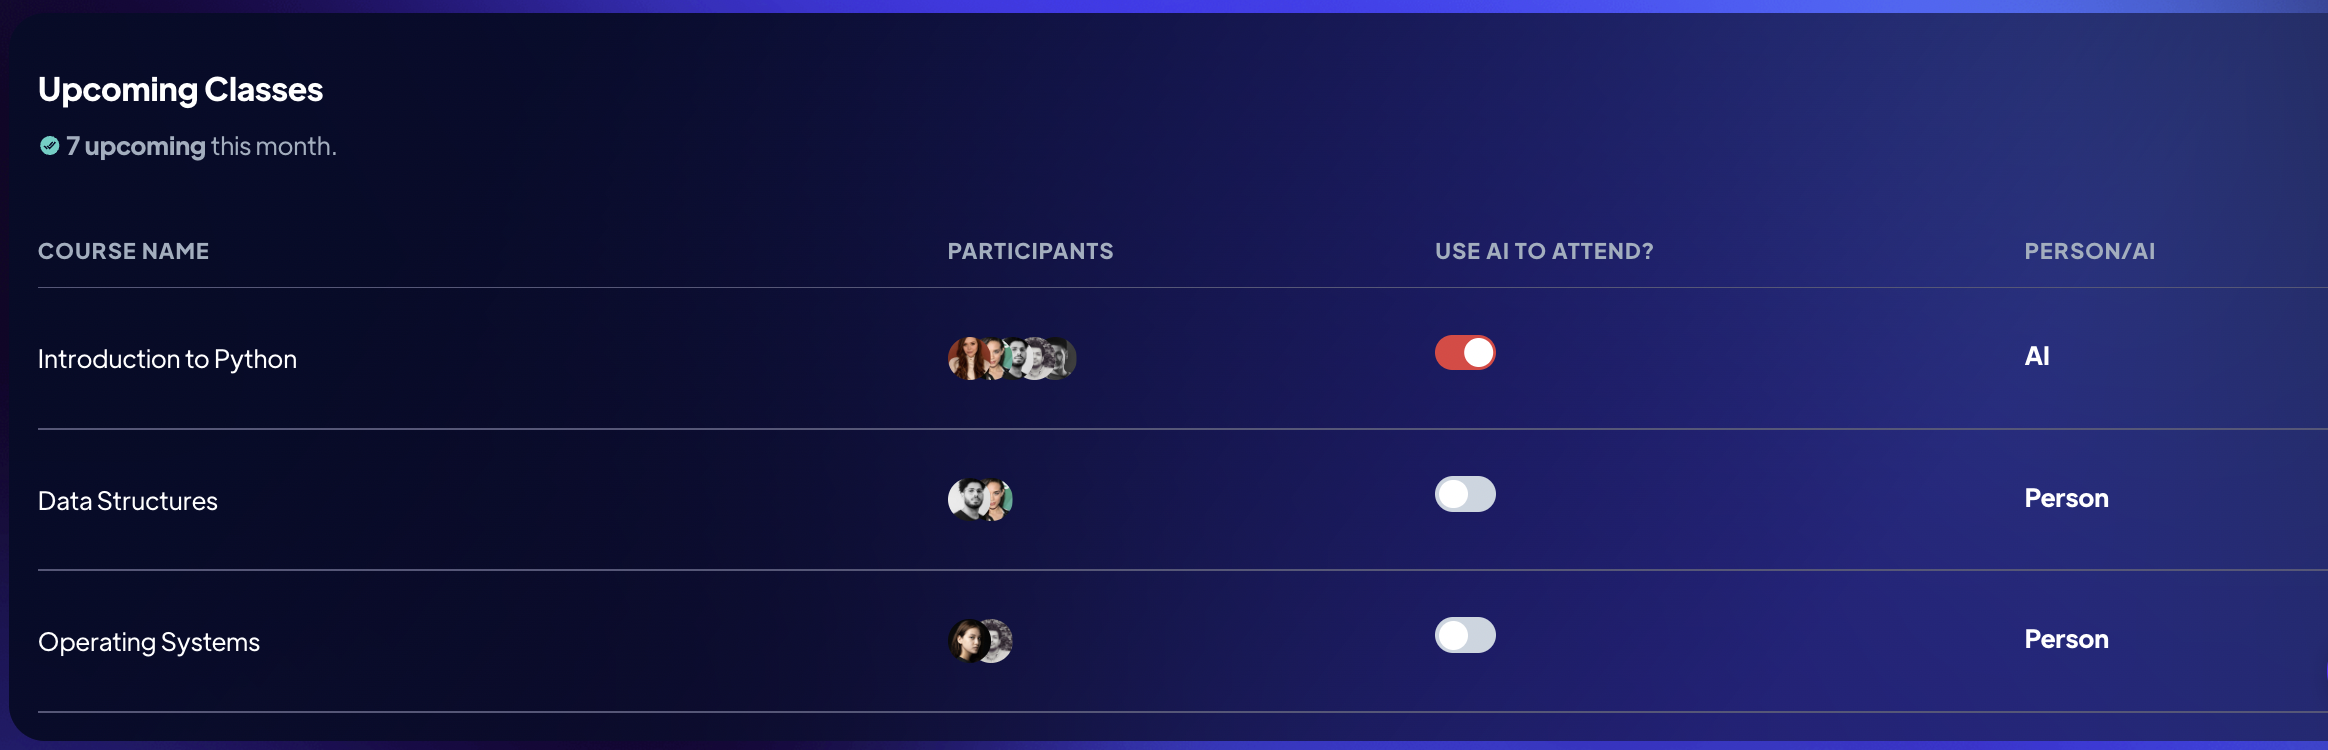 Upcoming Classes
7 upcoming this month.
COURSE NAME PARTICIPANTS USE AI TO ATTEND? PERSON/AI
Introduction to Python AI
Data Structures Person
Operating Systems Person